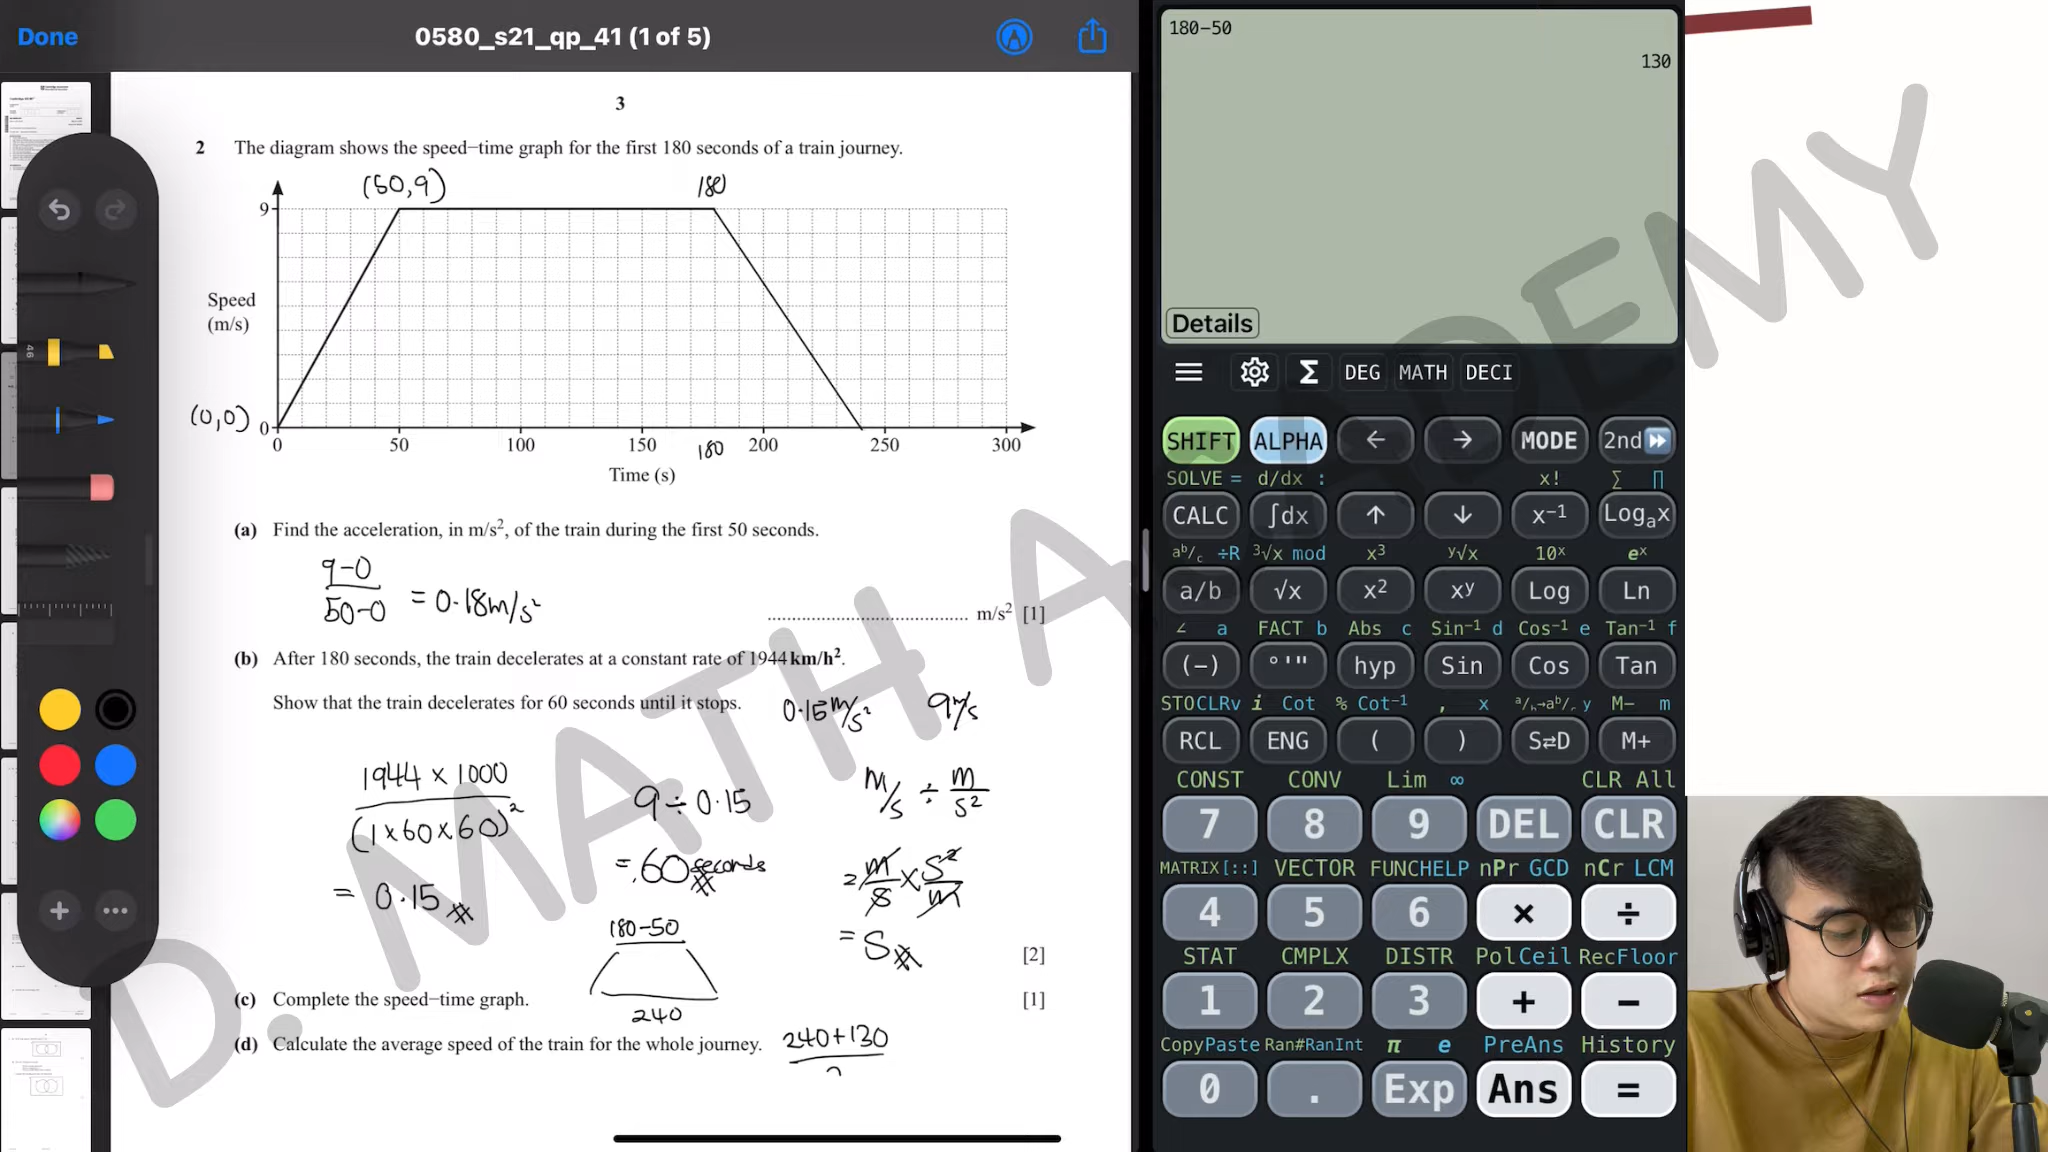 Done
0580_s21_qp_41 (1 of 5)
3
2 The diagram shows the speed–time graph for the first 180 seconds of a train journey.
(50,9)
180
9
Speed
(m/s)
(0,0)
0
0 50 100 150 180 200 250 300
Time (s)
(a) Find the acceleration, in m/s², of the train during the first 50 seconds.
9-0
50-0
= 0.18m/s²
.......................................... m/s² [1]
(b) After 180 seconds, the train decelerates at a constant rate of 1944 km/h².
Show that the train decelerates for 60 seconds until it stops.
0.15 m/s² 9 m/s
1944 x 1000
(1x60x60)²
= 0.15
9 ÷ 0.15
= 60 seconds
m/s ÷ m/s²
m/s x s²/m
= S
[2]
180-50
240
(c) Complete the speed–time graph. [1]
(d) Calculate the average speed of the train for the whole journey.
240+130
46
180-50
130
Details
DEG MATH DECI
SHIFT ALPHA ← → MODE 2nd
SOLVE = d/dx : x! ∑ ∏
CALC ∫dx ↑ ↓ x⁻¹ Logₐx
aᵇ/c ÷R ³√x mod x³ ʸ√x 10ˣ eˣ
a/b √x x² xʸ Log Ln
∠ a FACT b Abs c Sin⁻¹ d Cos⁻¹ e Tan⁻¹ f
(−) °'" hyp Sin Cos Tan
STO CLRv i Cot % Cot⁻¹ , x ᵃ/b→aᵇ/c y M- m
RCL ENG ( ) S⇄D M+
CONST CONV Lim ∞ CLR All
7 8 9 DEL CLR
MATRIX[::] VECTOR FUNC HELP nPr GCD nCr LCM
4 5 6 × ÷
STAT CMPLX DISTR Pol Ceil Rec Floor
1 2 3 + −
Copy Paste Ran# RanInt π e PreAns History
0 . Exp Ans =
D. MATH ADEMY